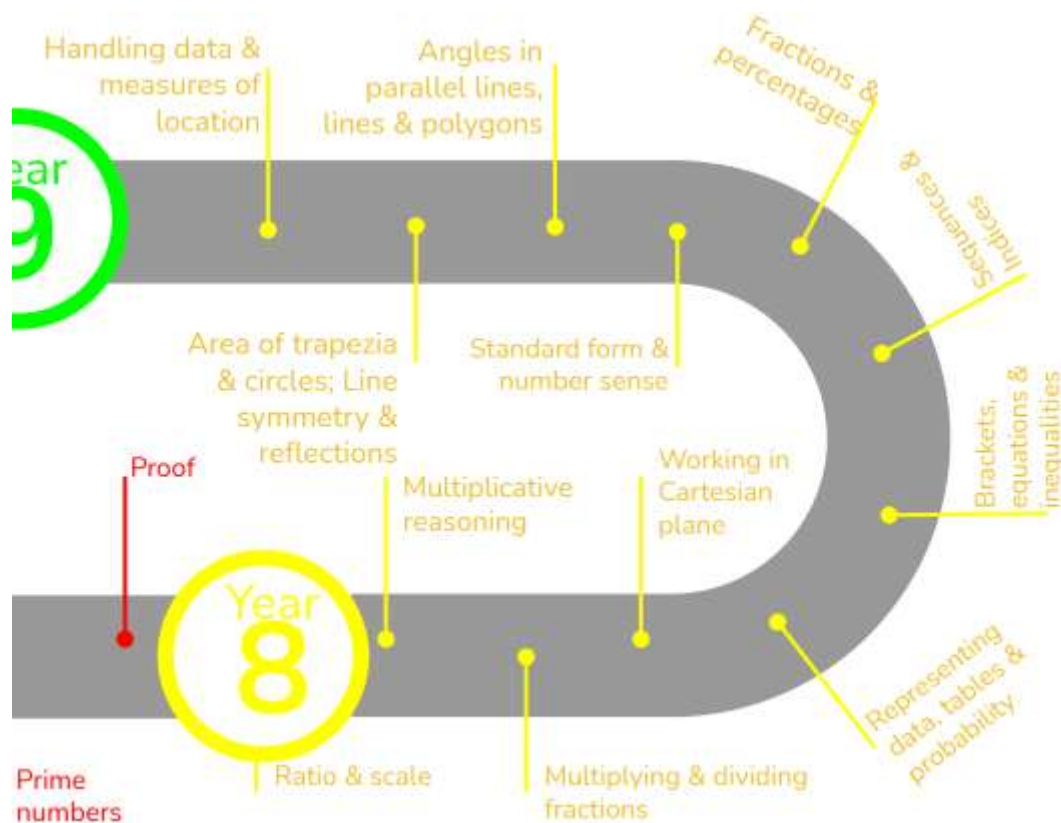 Handling data &
measures of
location
Angles in
parallel lines,
lines & polygons
Fractions &
percentages
Sequences &
Indices
ear
9
Area of trapezia
& circles; Line
symmetry &
reflections
Standard form &
number sense
Brackets,
equations &
inequalities
Proof
Multiplicative
reasoning
Working in
Cartesian
plane
Year
8
Representing
data, tables &
probability
Prime
numbers
Ratio & scale
Multiplying & dividing
fractions